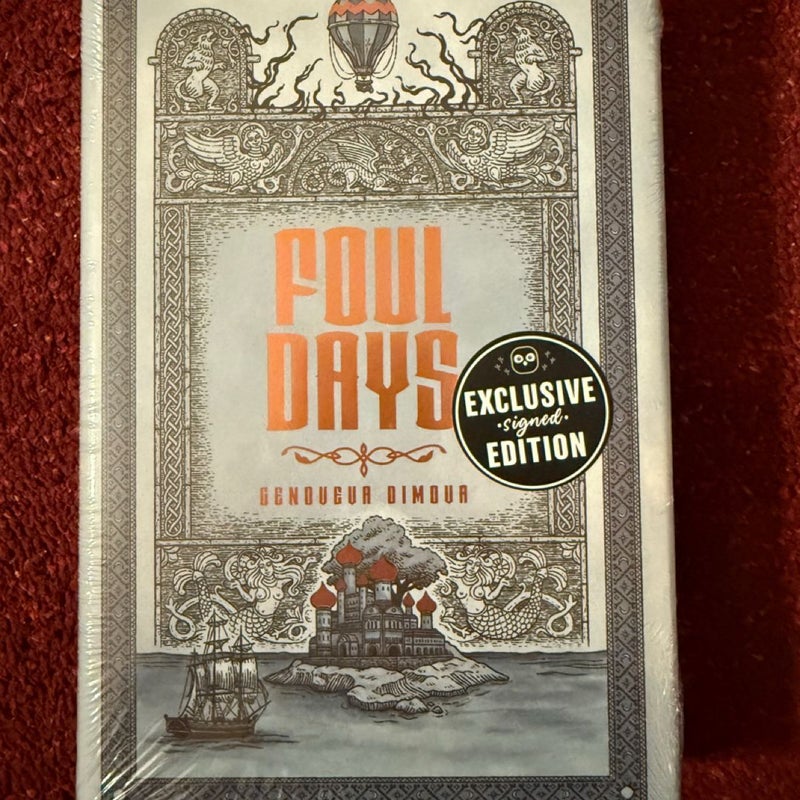 FOUL
DAYS
GENOVEVA DIMOVA
EXCLUSIVE
signed
EDITION